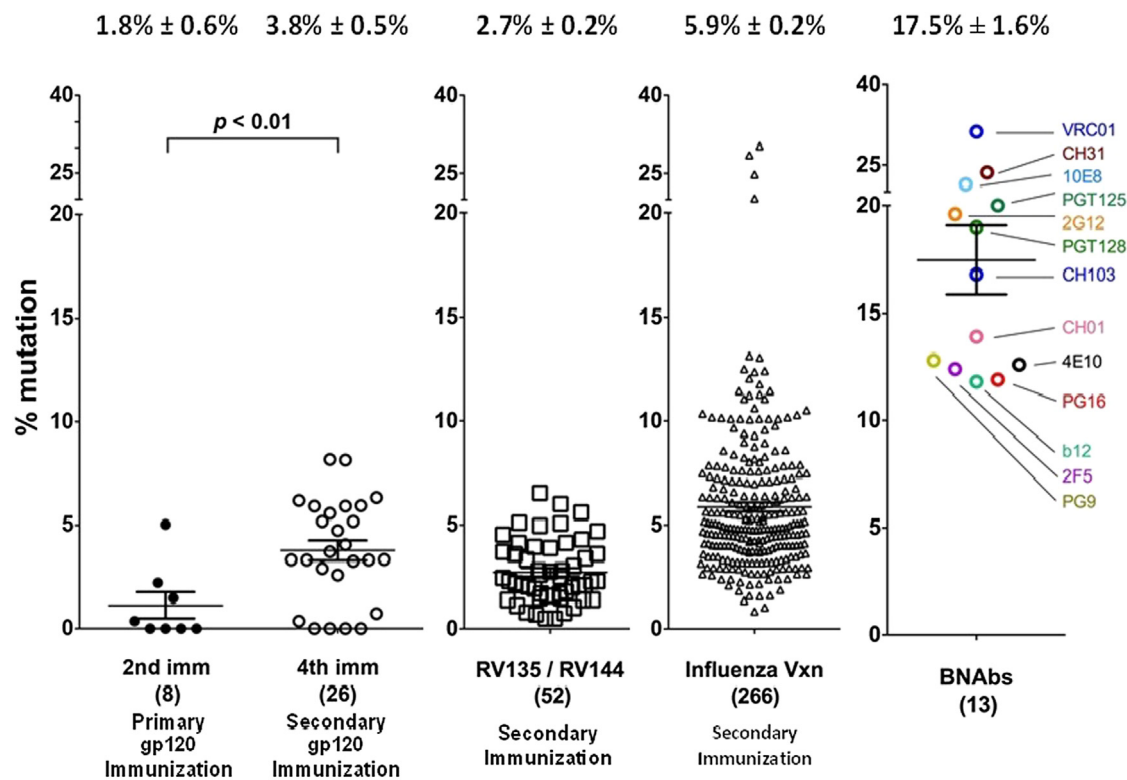 1.8% ± 0.6% 3.8% ± 0.5% 2.7% ± 0.2% 5.9% ± 0.2% 17.5% ± 1.6%
% mutation
40
25
20
15
10
5
0
p < 0.01
2nd imm
(8)
Primary
gp120
Immunization
4th imm
(26)
Secondary
gp120
Immunization
40
25
20
15
10
5
0
RV135 / RV144
(52)
Secondary
Immunization
40
25
20
15
10
5
0
Influenza Vxn
(266)
Secondary
Immunization
40
25
20
15
10
5
0
VRC01
CH31
10E8
PGT125
2G12
PGT128
CH103
CH01
4E10
PG16
b12
2F5
PG9
BNAbs
(13)